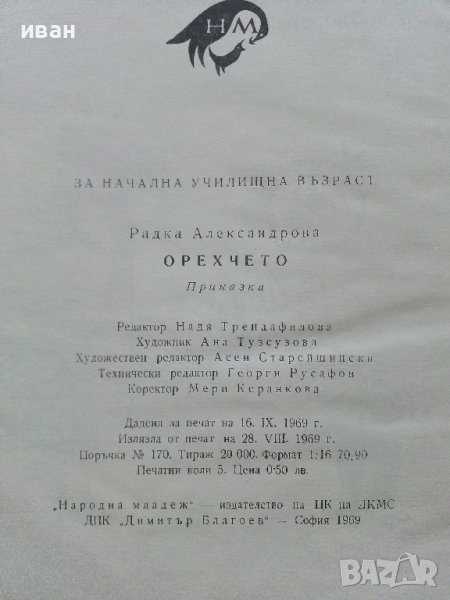 иван
НМ
ЗА НАЧАЛНА УЧИЛИЩНА ВЪЗРАСТ
Радка Александрова
ОРЕХЧЕТО
Приказка
Редактор Надя Трендафилова
Художник Ана Тузсузова
Художествен редактор Асен Старейшински
Технически редактор Георги Русафов
Коректор Мери Керанкова
Дадена за печат на 16. IX. 1969 г.
Излязла от печат на 28. VIII. 1969 г.
Поръчка № 170. Тираж 20 000. Формат 1/16 70/90
Печатни коли 5. Цена 0·50 лв.
„Народна младеж“ — издателство на ЦК на ДКМС
ДПК „Димитър Благоев“ — София 1969
BAZAR.bg